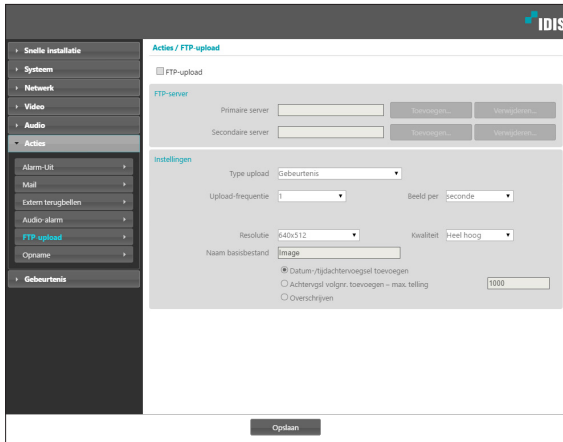 IDIS
Snelle installatie
Systeem
Netwerk
Video
Audio
Acties
Alarm-Uit
Mail
Extern terugbellen
Audio-alarm
FTP-upload
Opname
Gebeurtenis
Acties / FTP-upload
FTP-upload
FTP-server
Primaire server Toevoegen... Verwijderen...
Secondaire server Toevoegen... Verwijderen...
Instellingen
Type upload Gebeurtenis
Upload-frequentie 1 Beeld per seconde
Resolutie 640x512 Kwaliteit Heel hoog
Naam basisbestand Image
Datum-/tijdachtervoegsel toevoegen
Achtervgsl volgnr. toevoegen – max. telling 1000
Overschrijven
Opslaan